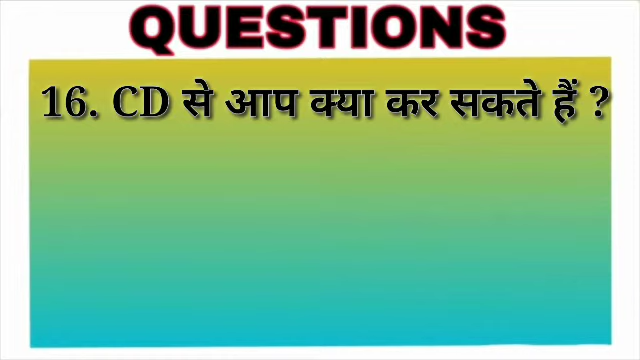 QUESTIONS
16. CD से आप क्या कर सकते हैं ?